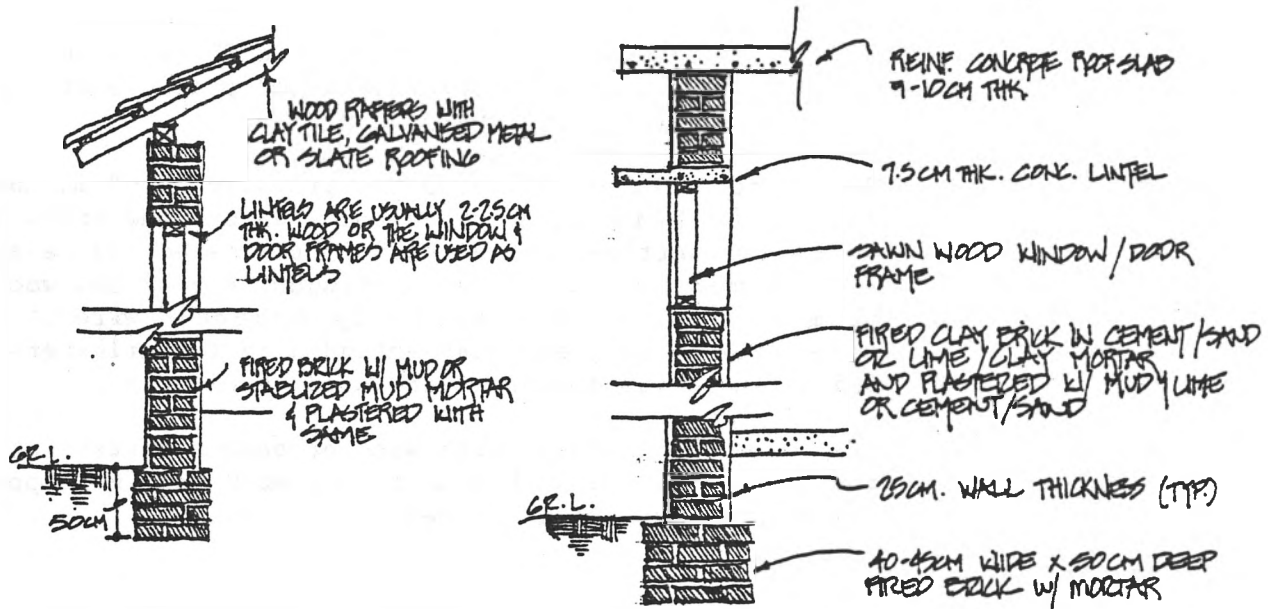 WOOD RAFTERS WITH
CLAY TILE, GALVANISED METAL
OR SLATE ROOFING
LINTELS ARE USUALLY 2-2.5CM
THK. WOOD OR THE WINDOW &
DOOR FRAMES ARE USED AS
LINTELS
FIRED BRICK W/ MUD OR
STABLIZED MUD MORTAR
& PLASTERED WITH
SAME
GR.L.
50CM
REINF. CONCRETE ROOF SLAB
9-10CM THK.
7.5CM THK. CONC. LINTEL
SAWN WOOD WINDOW/DOOR
FRAME
FIRED CLAY BRICK IN CEMENT/SAND
OR LIME/CLAY MORTAR
AND PLASTERED W/ MUD & LIME
OR CEMENT/SAND
25CM. WALL THICKNESS (TYP.)
GR.L.
40-45CM WIDE X 50CM DEEP
FIRED BRICK W/ MORTAR